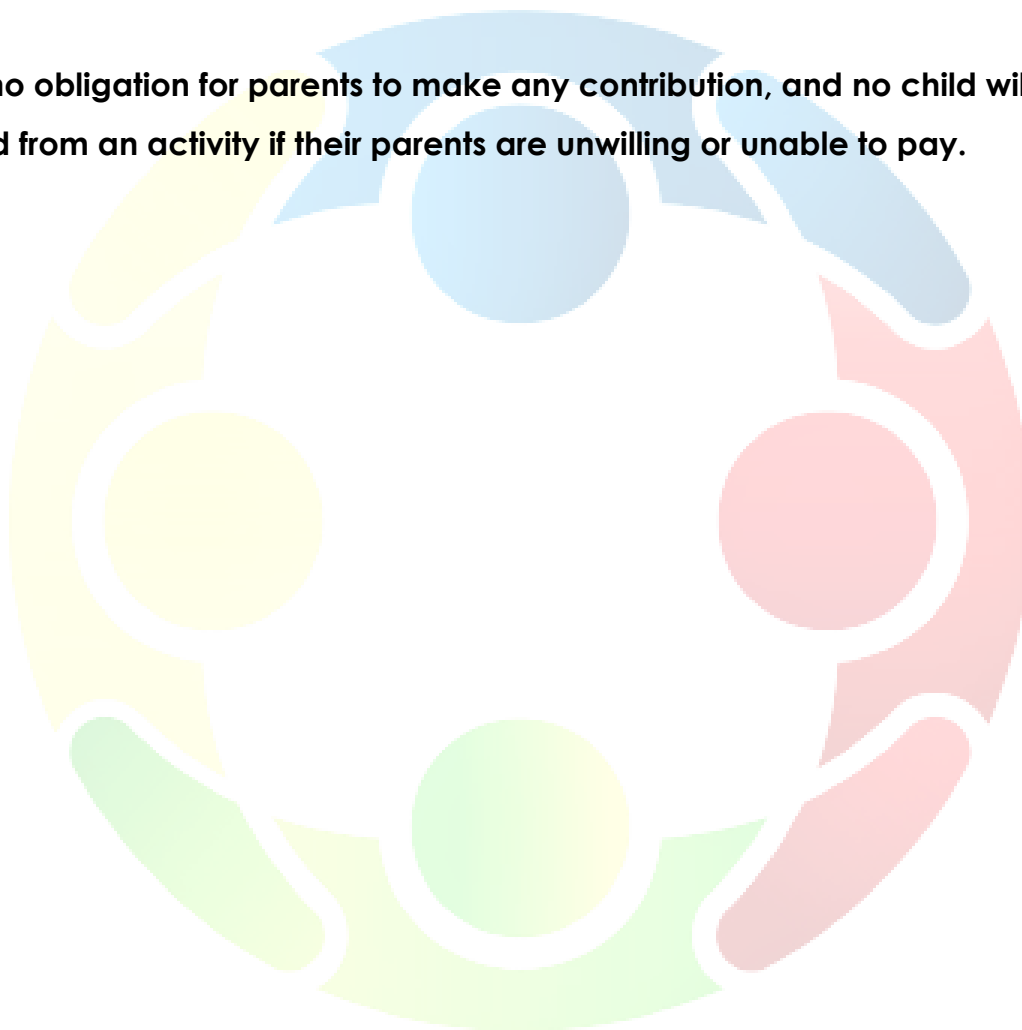 no obligation for parents to make any contribution, and no child wil
d from an activity if their parents are unwilling or unable to pay.